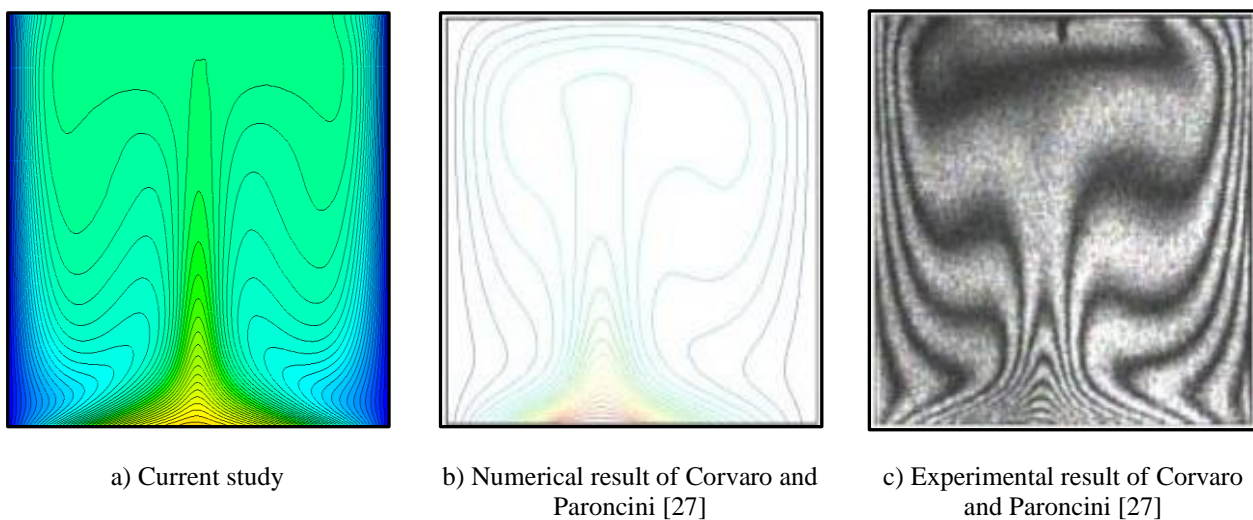 a) Current study
b) Numerical result of Corvaro and
Paroncini [27]
c) Experimental result of Corvaro
and Paroncini [27]